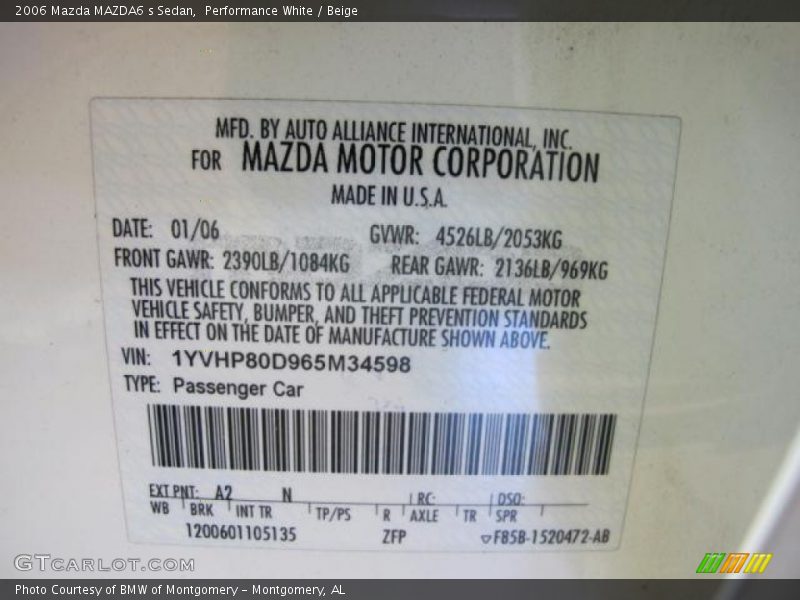 2006 Mazda MAZDA6 s Sedan, Performance White / Beige
MFD. BY AUTO ALLIANCE INTERNATIONAL, INC.
FOR MAZDA MOTOR CORPORATION
MADE IN U.S.A.
DATE: 01/06 GVWR: 4526LB/2053KG
FRONT GAWR: 2390LB/1084KG REAR GAWR: 2136LB/969KG
THIS VEHICLE CONFORMS TO ALL APPLICABLE FEDERAL MOTOR
VEHICLE SAFETY, BUMPER, AND THEFT PREVENTION STANDARDS
IN EFFECT ON THE DATE OF MANUFACTURE SHOWN ABOVE.
VIN: 1YVHP80D965M34598
TYPE: Passenger Car
EXT PNT: A2 N RC: DSO:
WB BRK INT TR TP/PS R AXLE TR SPR
1200601105135 ZFP F85B-1520472-AB
GTCARLOT.COM
Photo Courtesy of BMW of Montgomery – Montgomery, AL